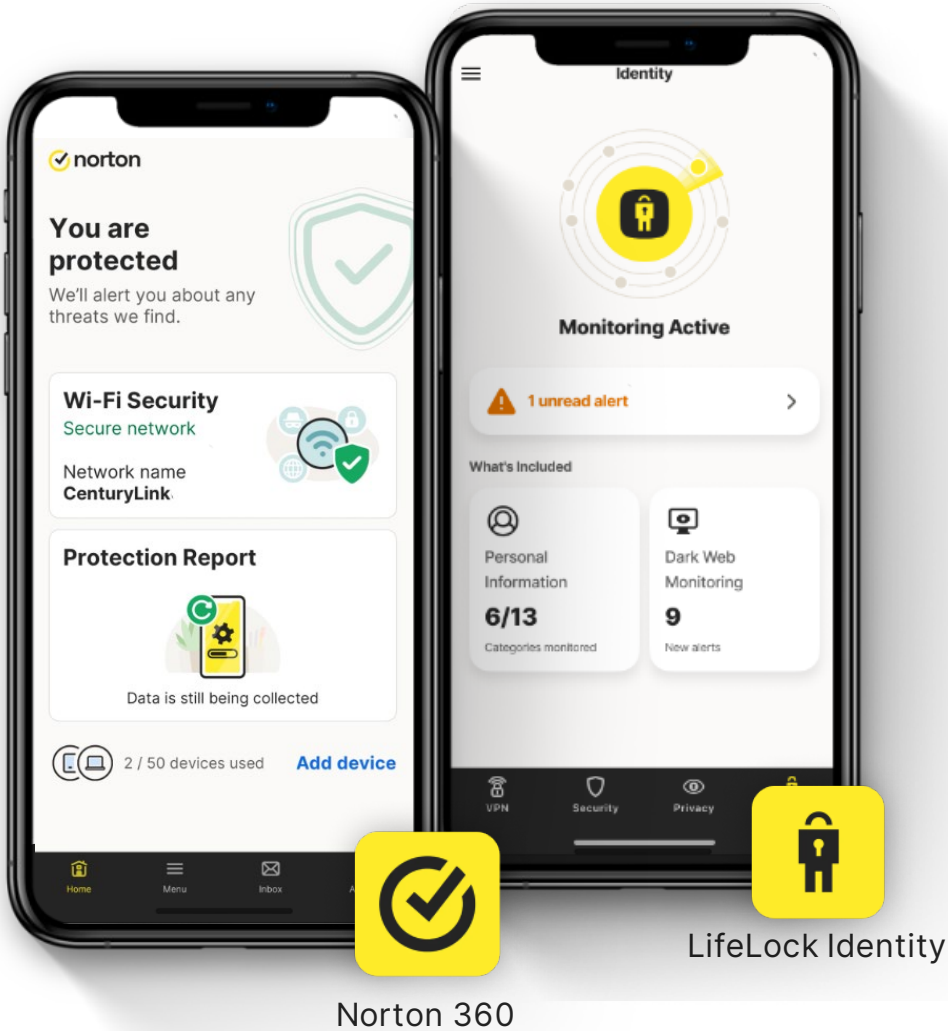 norton
You are
protected
We'll alert you about any
threats we find.
Wi-Fi Security
Secure network
Network name
CenturyLink
Protection Report
Data is still being collected
2 / 50 devices used
Add device
Home
Menu
Inbox
Norton 360
Identity
Monitoring Active
1 unread alert
What's Included
Personal
Information
6/13
Categories monitored
Dark Web
Monitoring
9
New alerts
VPN
Security
Privacy
LifeLock Identity